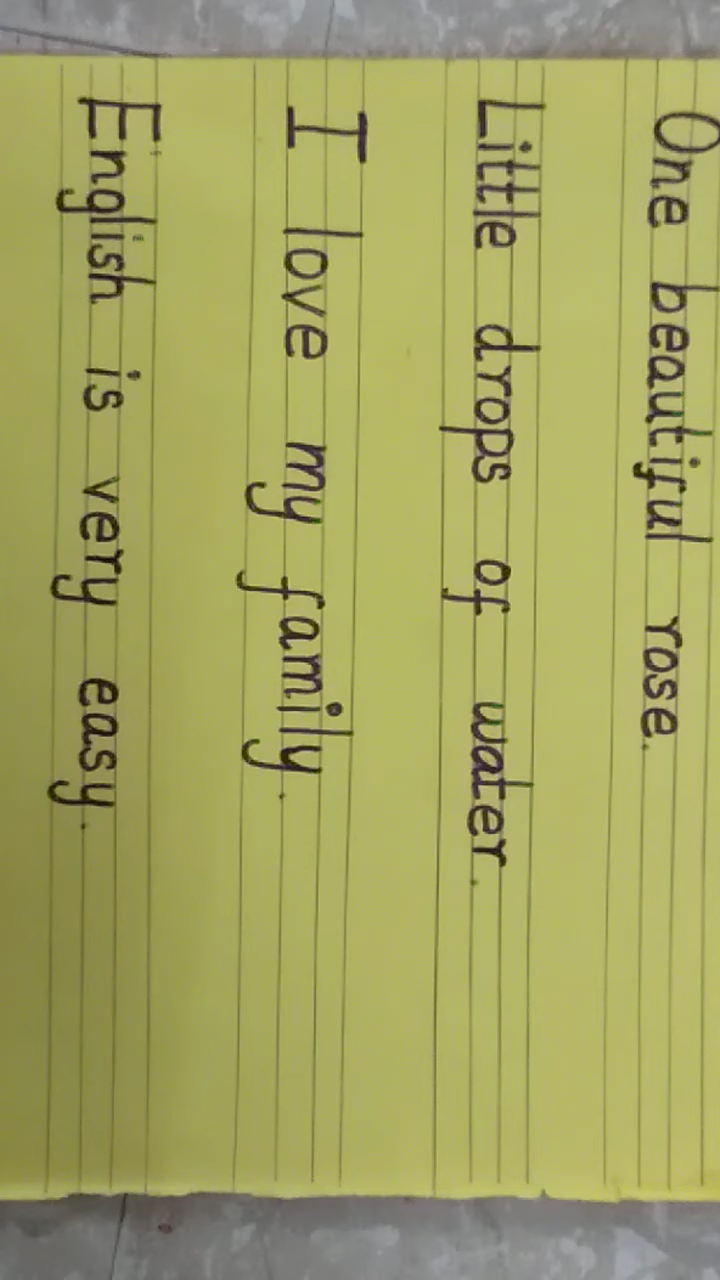 One beautiful rose.
Little drops of water.
I love my family.
English is very easy.